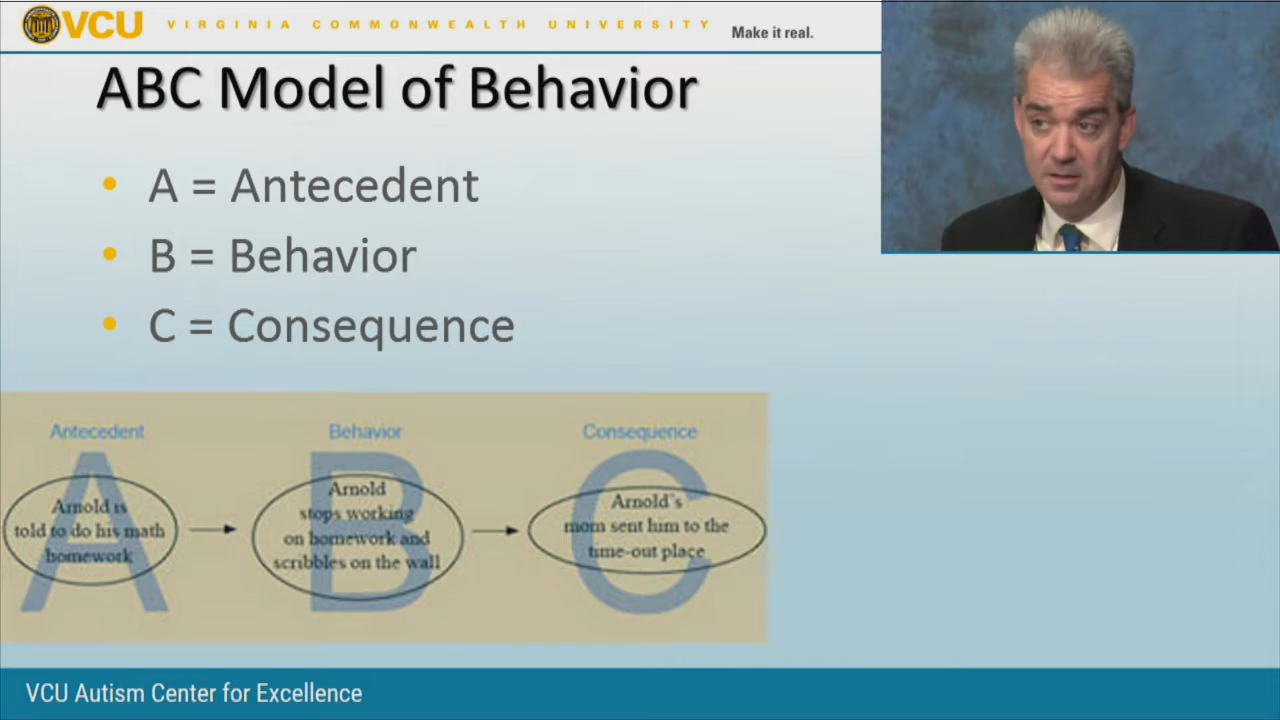 VCU VIRGINIA COMMONWEALTH UNIVERSITY Make it real.
ABC Model of Behavior
• A = Antecedent
• B = Behavior
• C = Consequence
Antecedent
A
Arnold is
told to do his math
homework
Behavior
B
Arnold
stops working
on homework and
scribbles on the wall
Consequence
C
Arnold's
mom sent him to the
time-out place
VCU Autism Center for Excellence